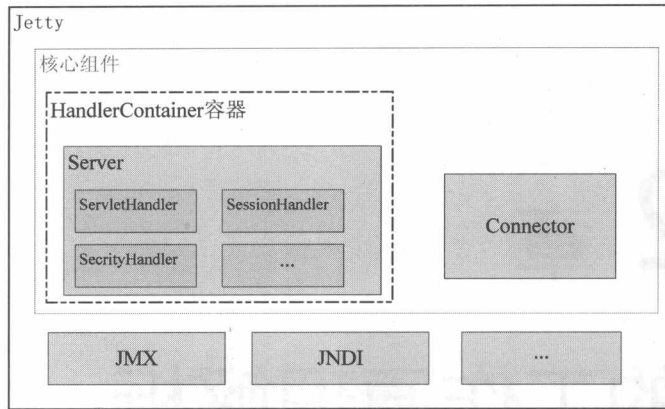 Jetty
核心组件
HandlerContainer容器
Server
ServletHandler
SessionHandler
SecrityHandler
...
Connector
JMX
JNDI
...